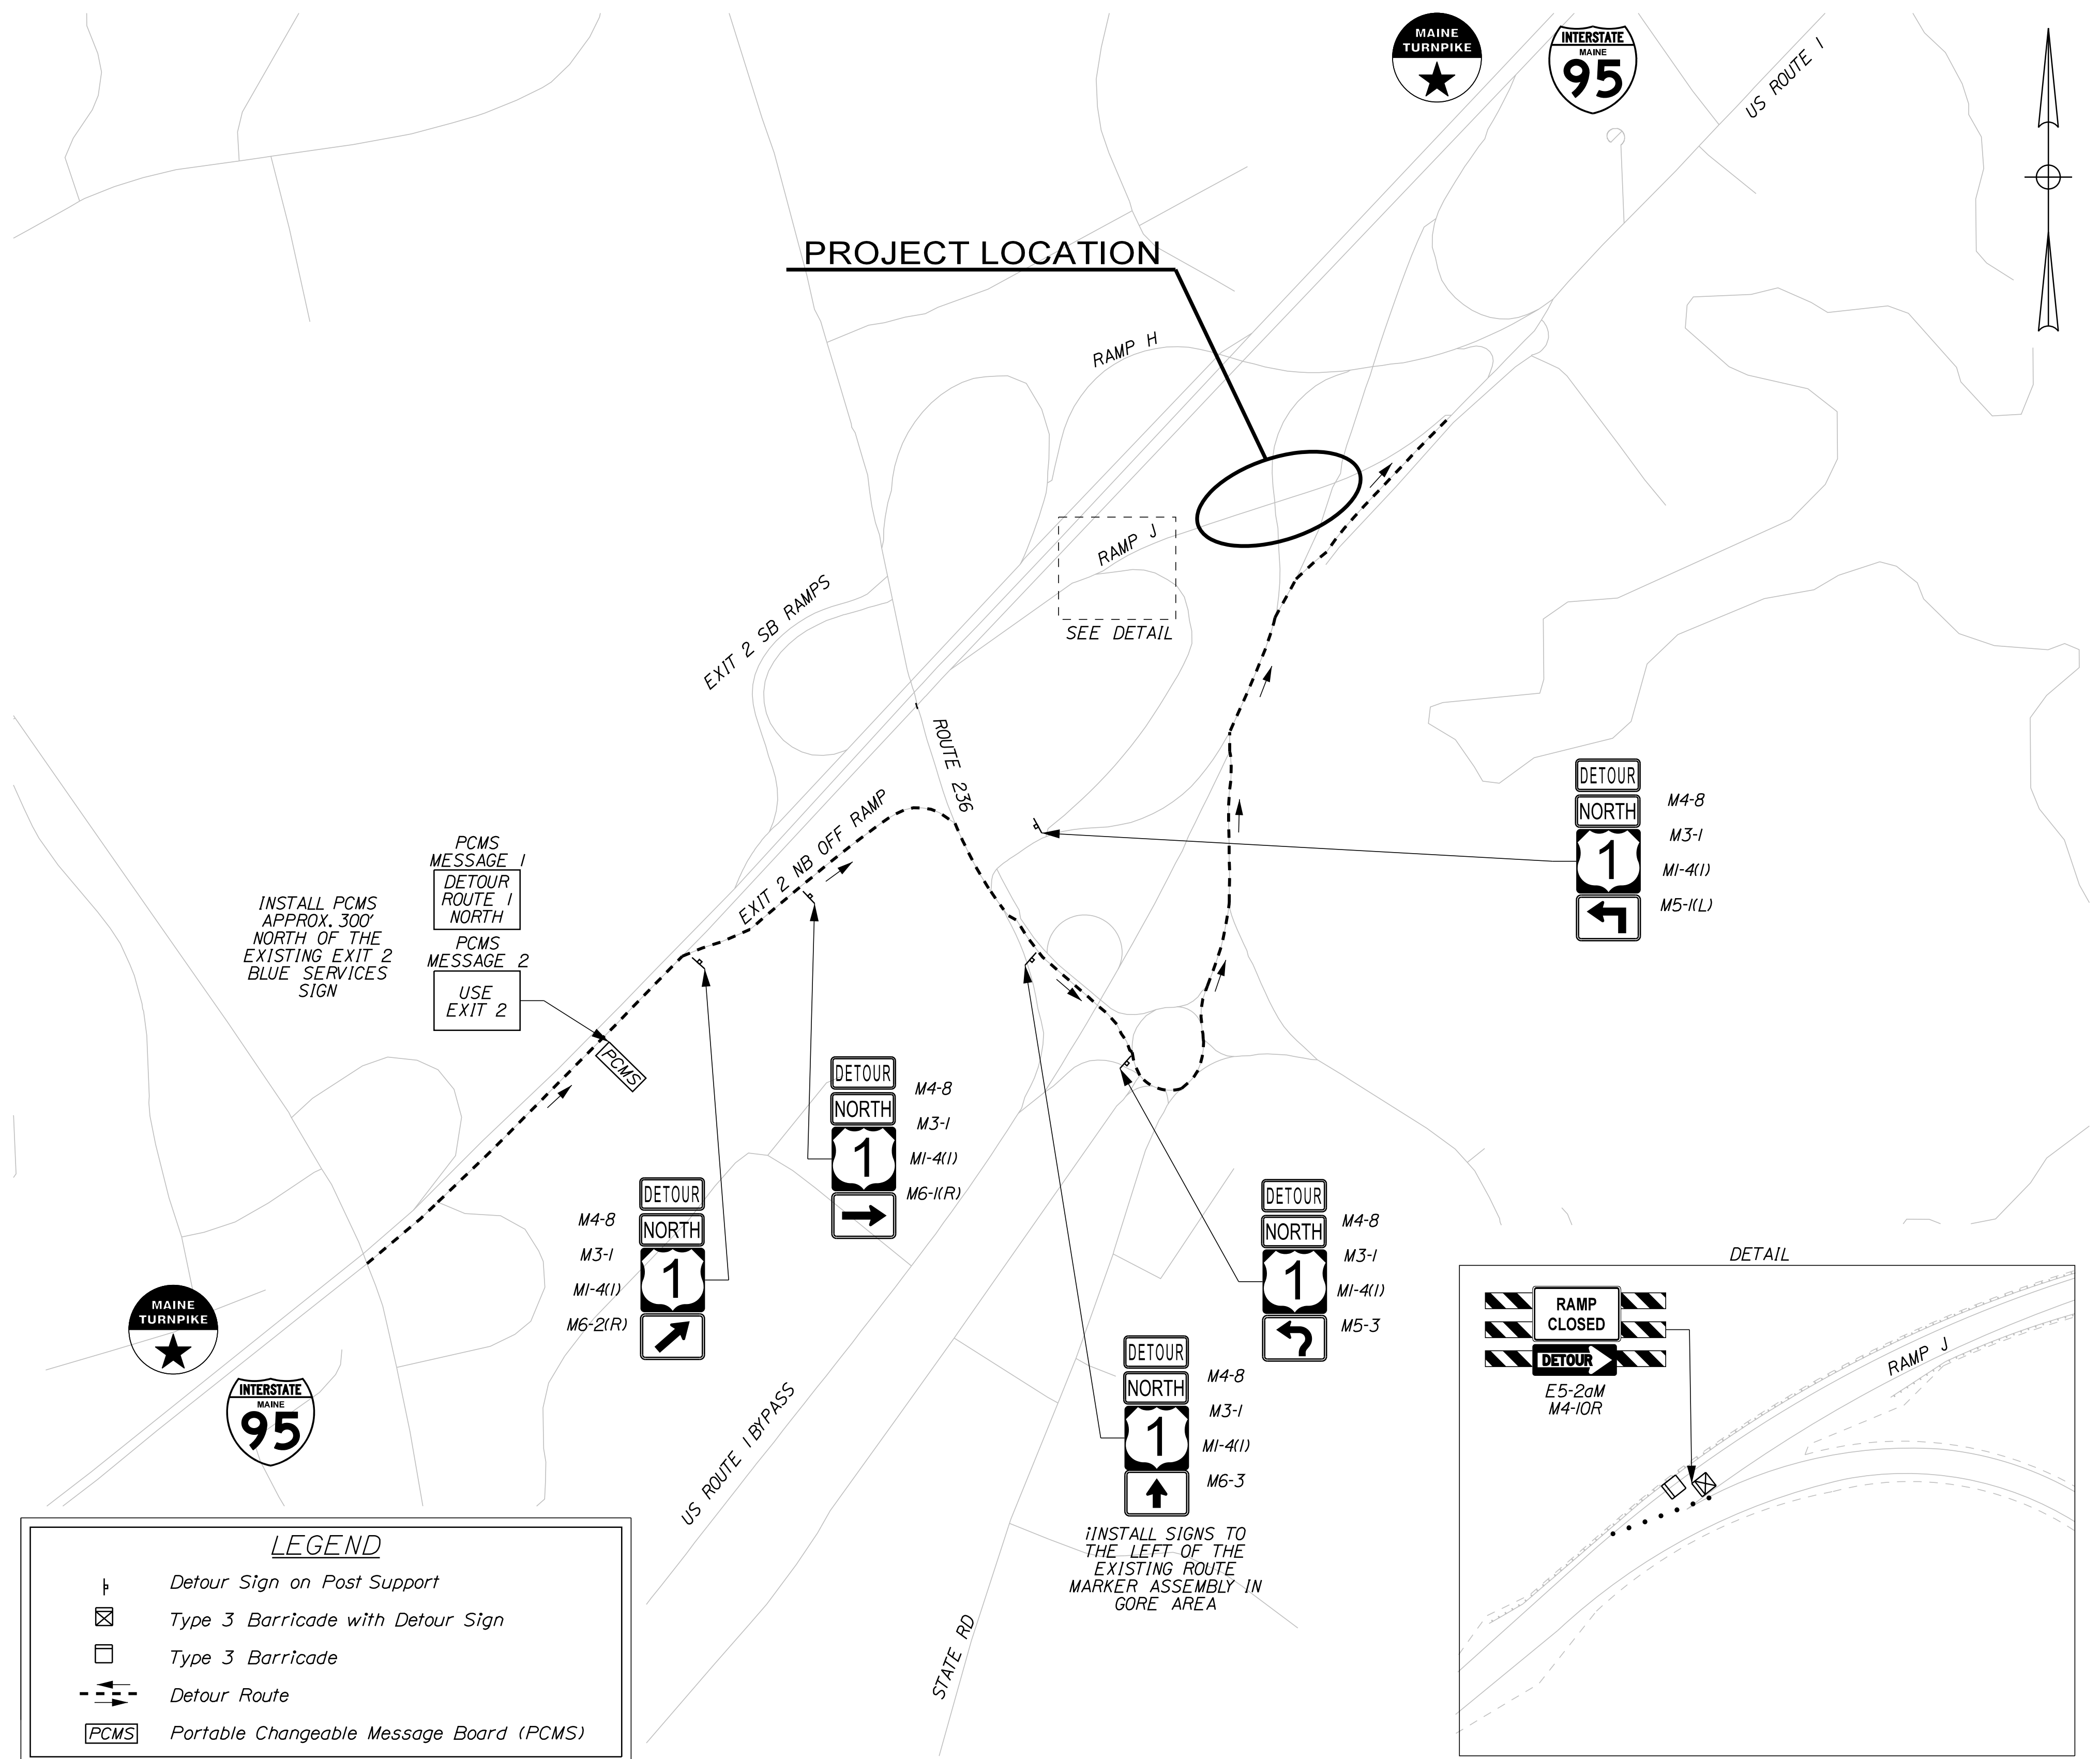 MAINE
TURNPIKE
INTERSTATE
MAINE
95
US ROUTE 1
PROJECT LOCATION
RAMP H
RAMP J
SEE DETAIL
EXIT 2 SB RAMPS
ROUTE 236
EXIT 2 NB OFF RAMP
PCMS
MESSAGE 1
DETOUR
ROUTE 1
NORTH
PCMS
MESSAGE 2
USE
EXIT 2
INSTALL PCMS
APPROX. 300'
NORTH OF THE
EXISTING EXIT 2
BLUE SERVICES
SIGN
PCMS
DETOUR
NORTH
1
M4-8
M3-1
M1-4(1)
M5-1(L)
DETOUR
NORTH
1
M4-8
M3-1
M1-4(1)
M6-1(R)
DETOUR
NORTH
1
M4-8
M3-1
M1-4(1)
M6-2(R)
DETOUR
NORTH
1
M4-8
M3-1
M1-4(1)
M5-3
DETOUR
NORTH
1
M4-8
M3-1
M1-4(1)
M6-3
iINSTALL SIGNS TO
THE LEFT OF THE
EXISTING ROUTE
MARKER ASSEMBLY IN
GORE AREA
MAINE
TURNPIKE
INTERSTATE
MAINE
95
US ROUTE 1 BYPASS
STATE RD
DETAIL
RAMP
CLOSED
DETOUR
E5-2aM
M4-10R
RAMP J
LEGEND
Detour Sign on Post Support
Type 3 Barricade with Detour Sign
Type 3 Barricade
Detour Route
PCMS Portable Changeable Message Board (PCMS)